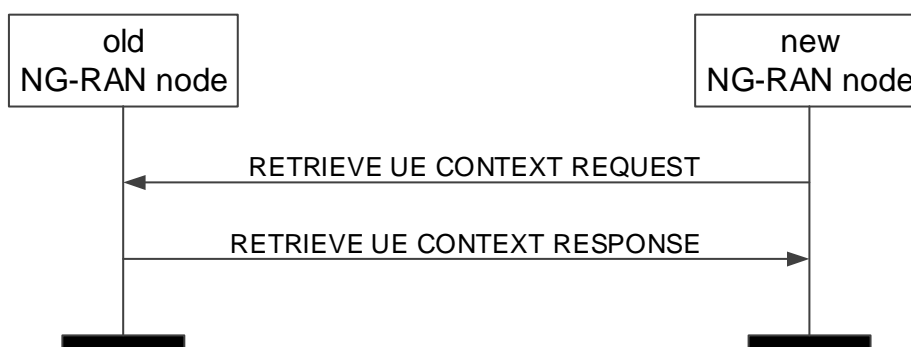 old
NG-RAN node
new
NG-RAN node
RETRIEVE UE CONTEXT REQUEST
RETRIEVE UE CONTEXT RESPONSE